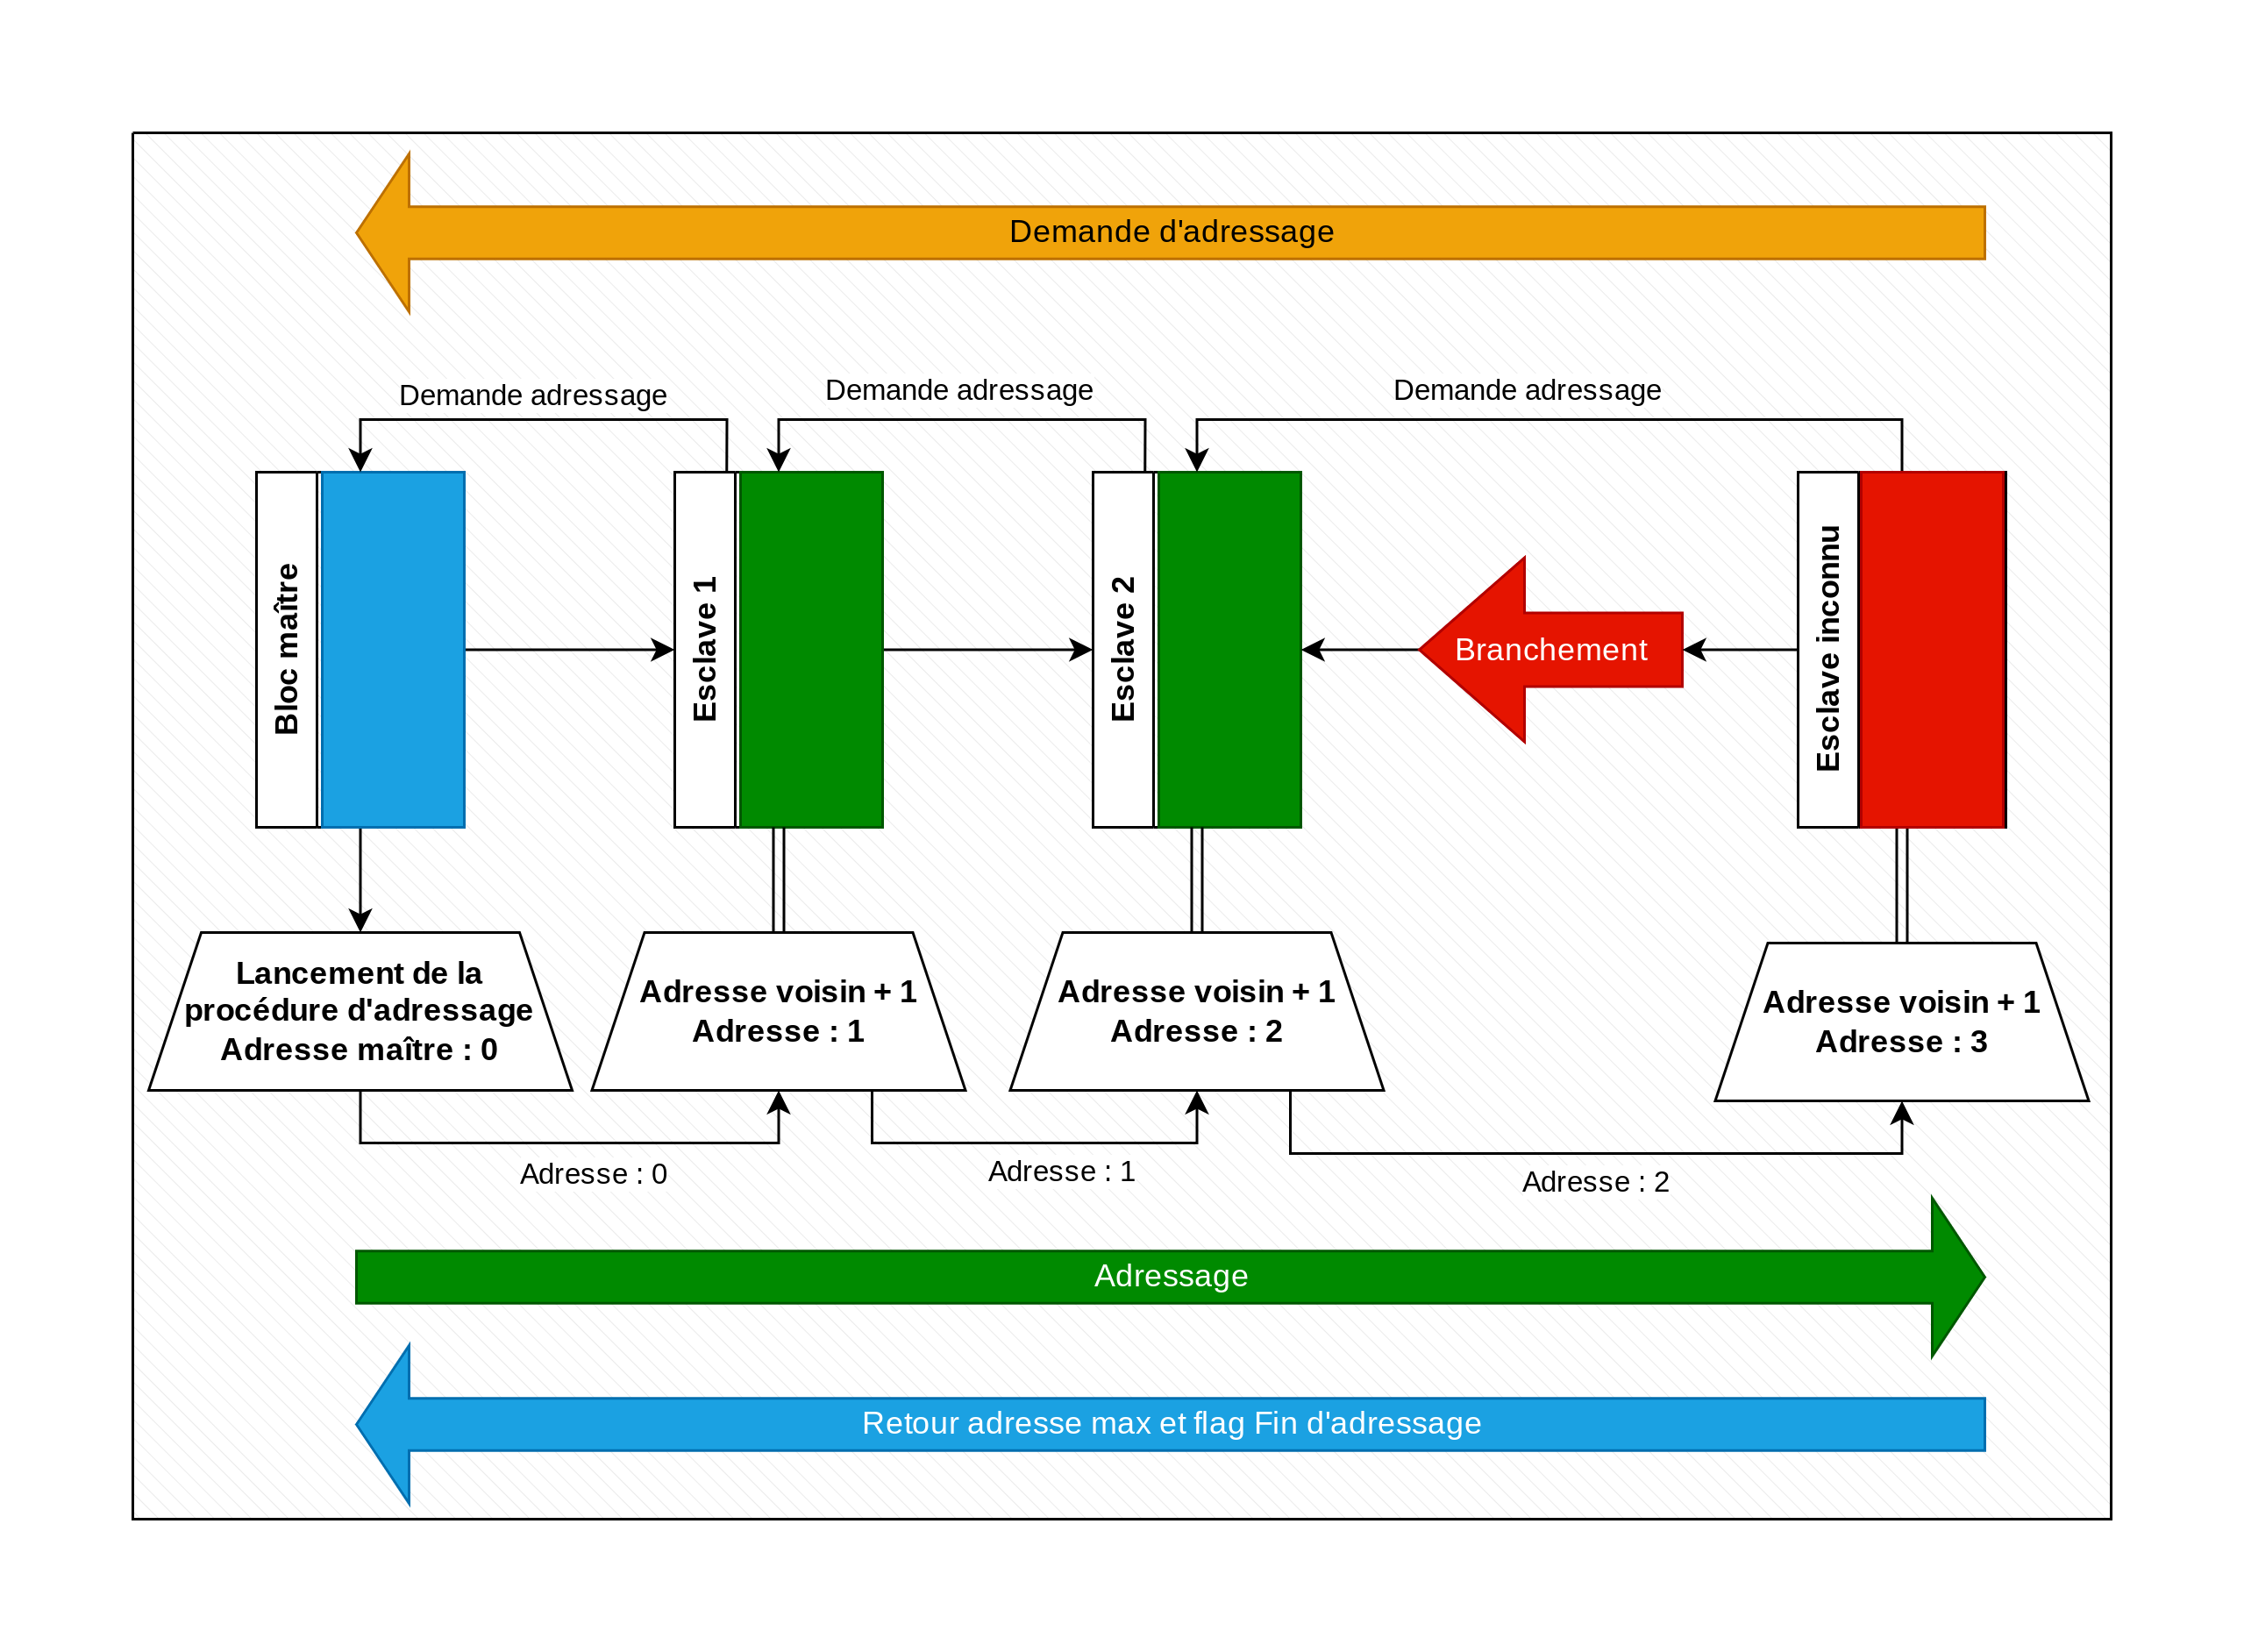 Demande d'adressage
Demande adressage
Demande adressage
Demande adressage
Bloc maître
Esclave 1
Esclave 2
Branchement
Esclave inconnu
Lancement de la
procédure d'adressage
Adresse maître : 0
Adresse voisin + 1
Adresse : 1
Adresse voisin + 1
Adresse : 2
Adresse voisin + 1
Adresse : 3
Adresse : 0
Adresse : 1
Adresse : 2
Adressage
Retour adresse max et flag Fin d'adressage